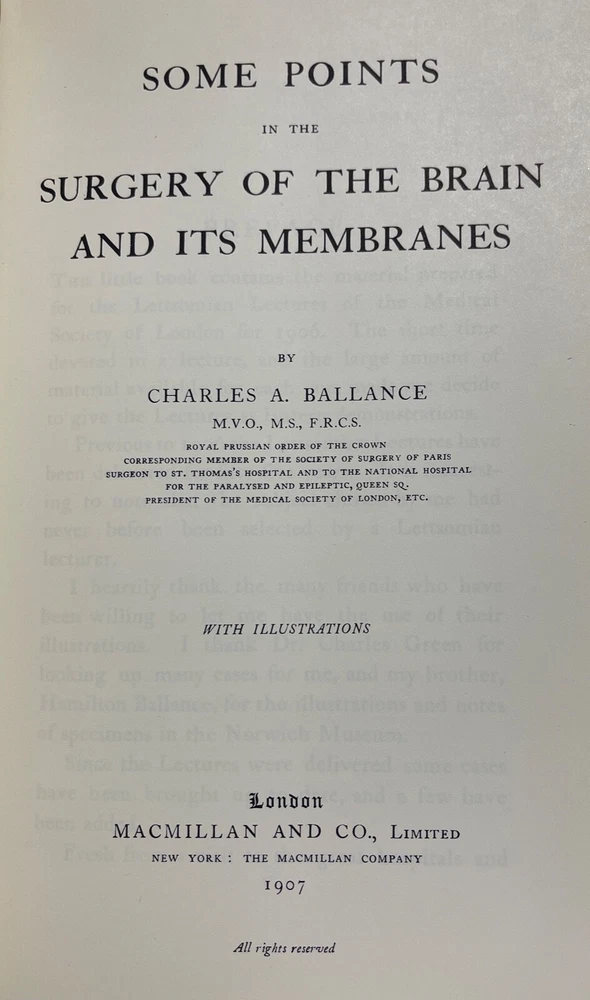 SOME POINTS
IN THE
SURGERY OF THE BRAIN
AND ITS MEMBRANES
BY
CHARLES A. BALLANCE
M.V.O., M.S., F.R.C.S.
ROYAL PRUSSIAN ORDER OF THE CROWN
CORRESPONDING MEMBER OF THE SOCIETY OF SURGERY OF PARIS
SURGEON TO ST. THOMAS'S HOSPITAL AND TO THE NATIONAL HOSPITAL
FOR THE PARALYSED AND EPILEPTIC, QUEEN SQ.
PRESIDENT OF THE MEDICAL SOCIETY OF LONDON, ETC.
WITH ILLUSTRATIONS
London
MACMILLAN AND CO., LIMITED
NEW YORK : THE MACMILLAN COMPANY
1907
All rights reserved